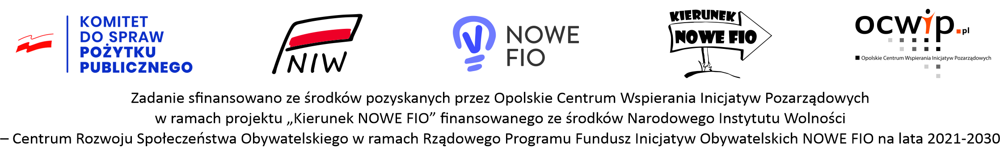 KOMITET
DO SPRAW
POŻYTKU
PUBLICZNEGO
NIW
NOWE
FIO
KIERUNEK
NOWE FIO
ocwip.pl
Opolskie Centrum Wspierania Inicjatyw Pozarządowych
Zadanie sfinansowano ze środków pozyskanych przez Opolskie Centrum Wspierania Inicjatyw Pozarządowych
w ramach projektu „Kierunek NOWE FIO” finansowanego ze środków Narodowego Instytutu Wolności
– Centrum Rozwoju Społeczeństwa Obywatelskiego w ramach Rządowego Programu Fundusz Inicjatyw Obywatelskich NOWE FIO na lata 2021-2030